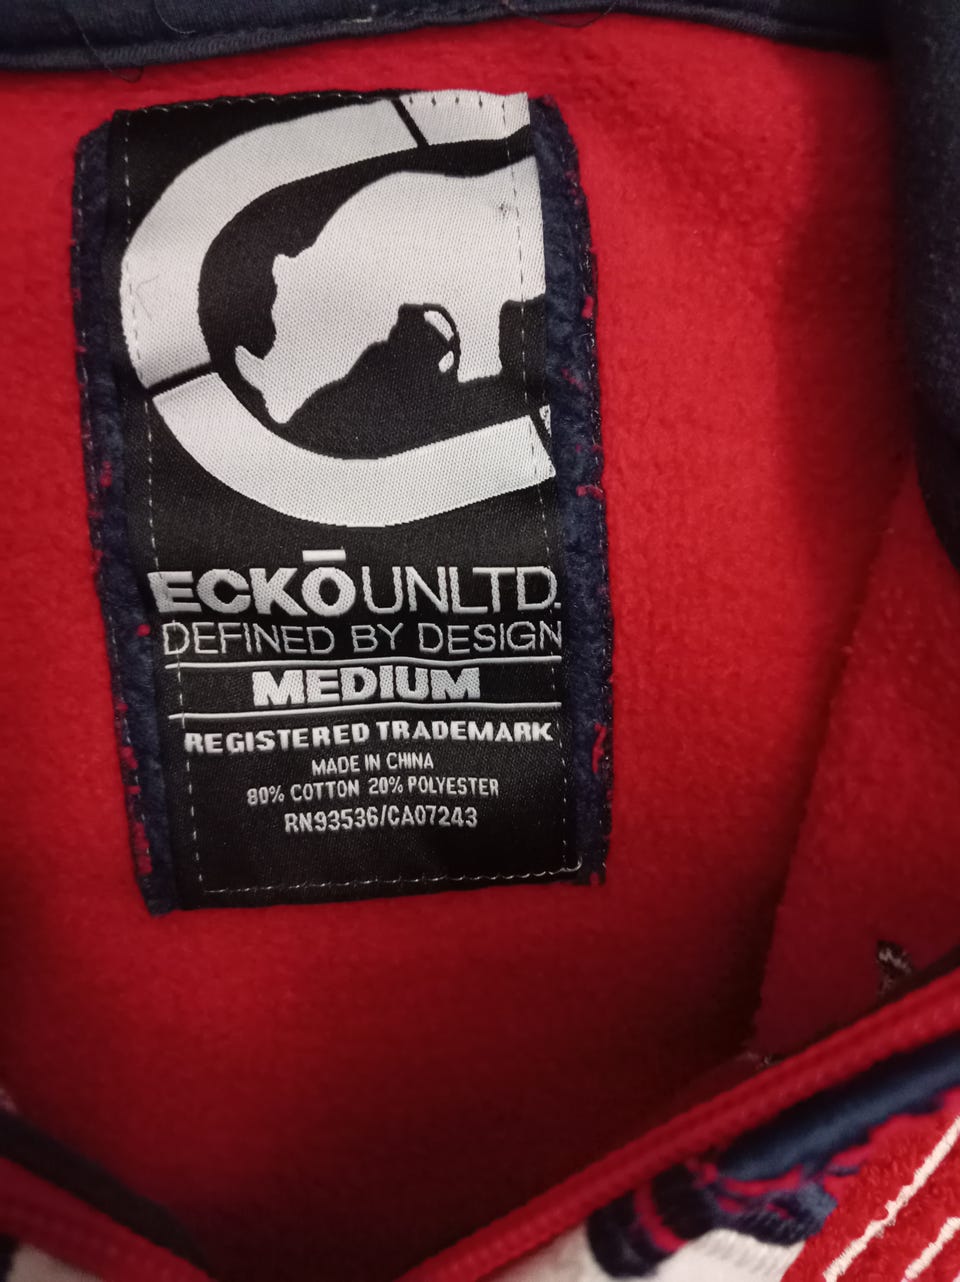 ECKŌ UNLTD.
DEFINED BY DESIGN
MEDIUM
REGISTERED TRADEMARK
MADE IN CHINA
80% COTTON 20% POLYESTER
RN93536/CA07243